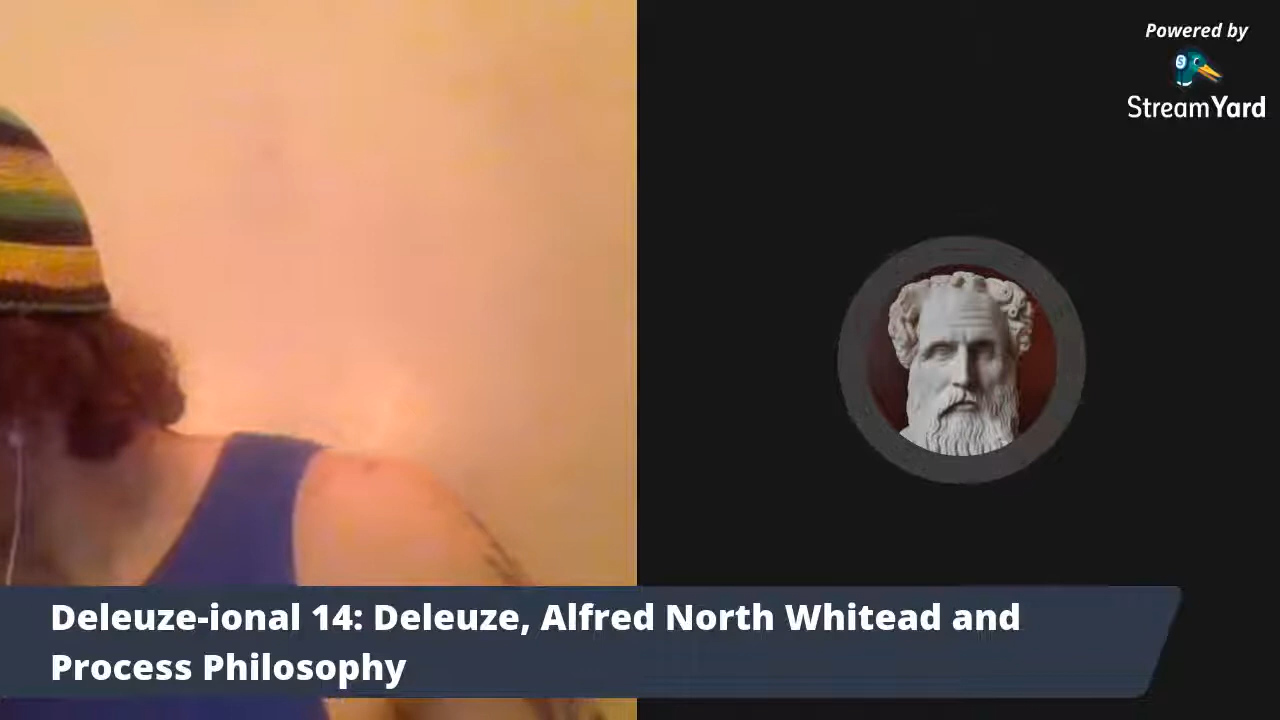 Powered by
StreamYard
Deleuze-ional 14: Deleuze, Alfred North Whitead and
Process Philosophy